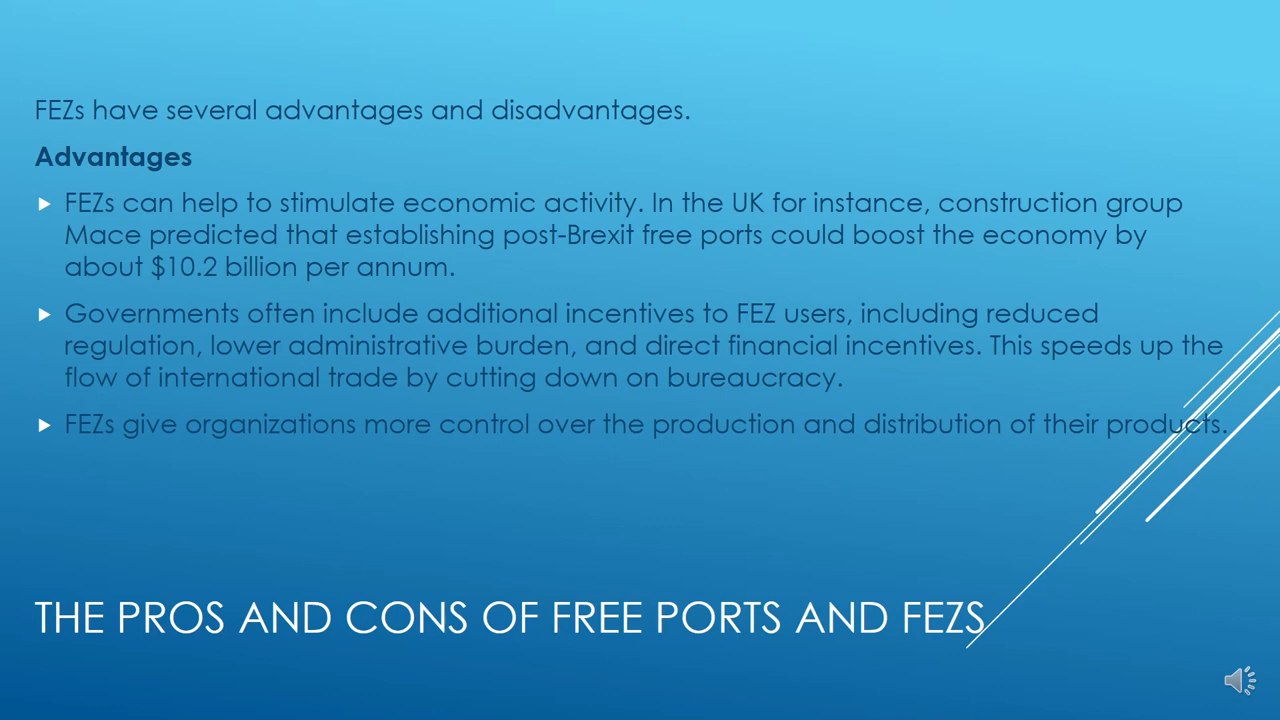 FEZs have several advantages and disadvantages.
Advantages
FEZs can help to stimulate economic activity. In the UK for instance, construction group
Mace predicted that establishing post-Brexit free ports could boost the economy by
about $10.2 billion per annum.
Governments often include additional incentives to FEZ users, including reduced
regulation, lower administrative burden, and direct financial incentives. This speeds up the
flow of international trade by cutting down on bureaucracy.
FEZs give organizations more control over the production and distribution of their products.
THE PROS AND CONS OF FREE PORTS AND FEZS